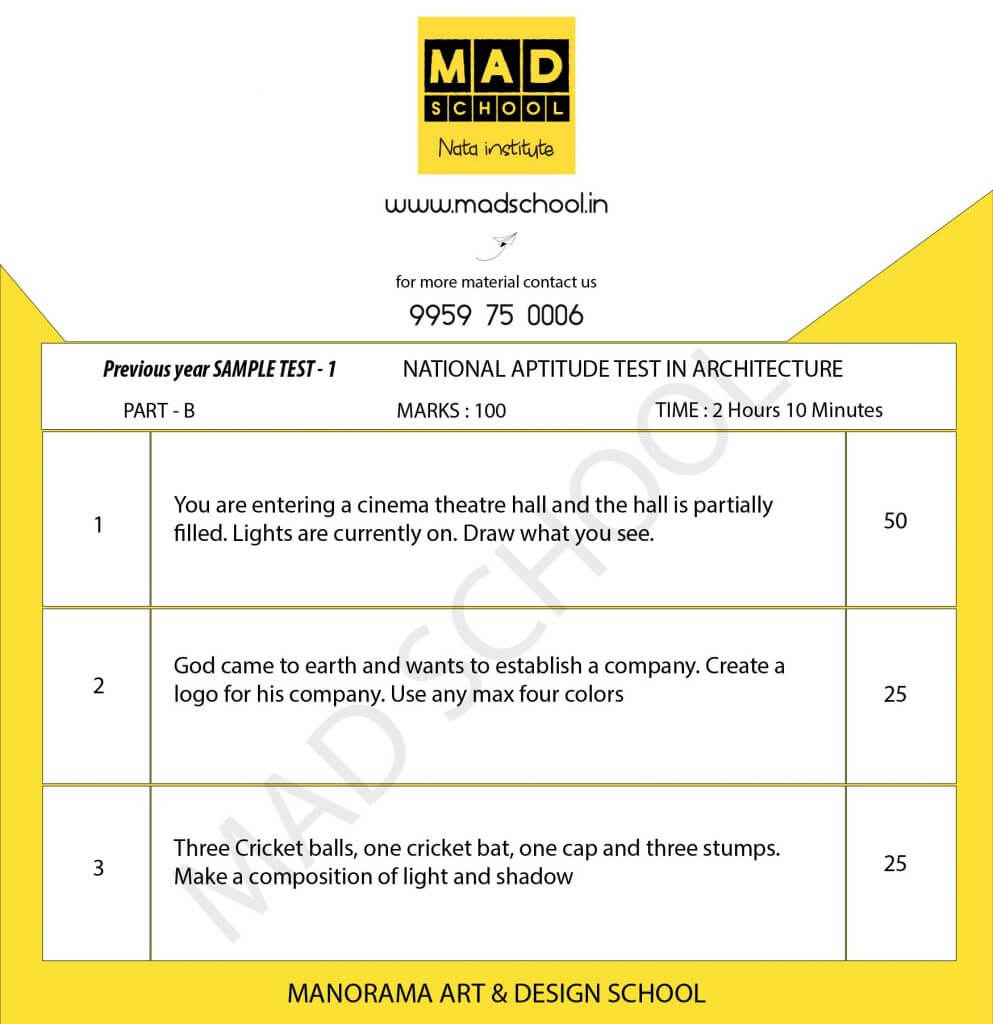 MAD
SCHOOL
Nata institute
www.madschool.in
for more material contact us
9959 75 0006
Previous year SAMPLE TEST - 1 NATIONAL APTITUDE TEST IN ARCHITECTURE
PART - B MARKS : 100 TIME : 2 Hours 10 Minutes
1
You are entering a cinema theatre hall and the hall is partially
filled. Lights are currently on. Draw what you see.
50
2
God came to earth and wants to establish a company. Create a
logo for his company. Use any max four colors
25
3
Three Cricket balls, one cricket bat, one cap and three stumps.
Make a composition of light and shadow
25
MAD SCHOOL
MANORAMA ART & DESIGN SCHOOL